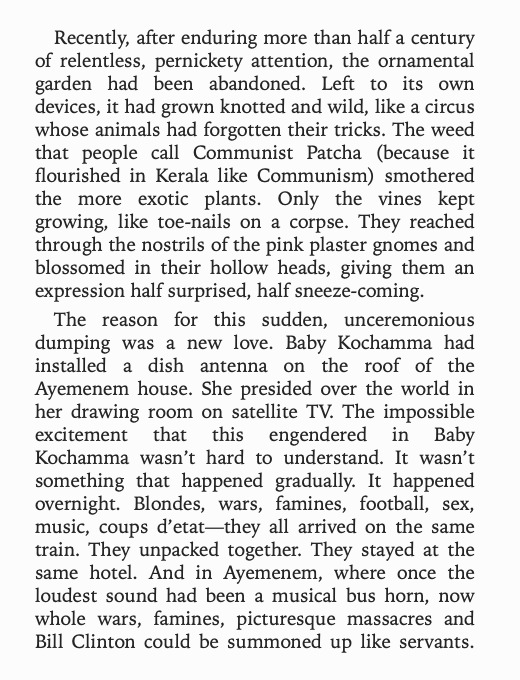 Recently, after enduring more than half a century
of relentless, pernickety attention, the ornamental
garden had been abandoned. Left to its own
devices, it had grown knotted and wild, like a circus
whose animals had forgotten their tricks. The weed
that people call Communist Patcha (because it
flourished in Kerala like Communism) smothered
the more exotic plants. Only the vines kept
growing, like toe-nails on a corpse. They reached
through the nostrils of the pink plaster gnomes and
blossomed in their hollow heads, giving them an
expression half surprised, half sneeze-coming.
The reason for this sudden, unceremonious
dumping was a new love. Baby Kochamma had
installed a dish antenna on the roof of the
Ayemenem house. She presided over the world in
her drawing room on satellite TV. The impossible
excitement that this engendered in Baby
Kochamma wasn’t hard to understand. It wasn’t
something that happened gradually. It happened
overnight. Blondes, wars, famines, football, sex,
music, coups d’etat—they all arrived on the same
train. They unpacked together. They stayed at the
same hotel. And in Ayemenem, where once the
loudest sound had been a musical bus horn, now
whole wars, famines, picturesque massacres and
Bill Clinton could be summoned up like servants.